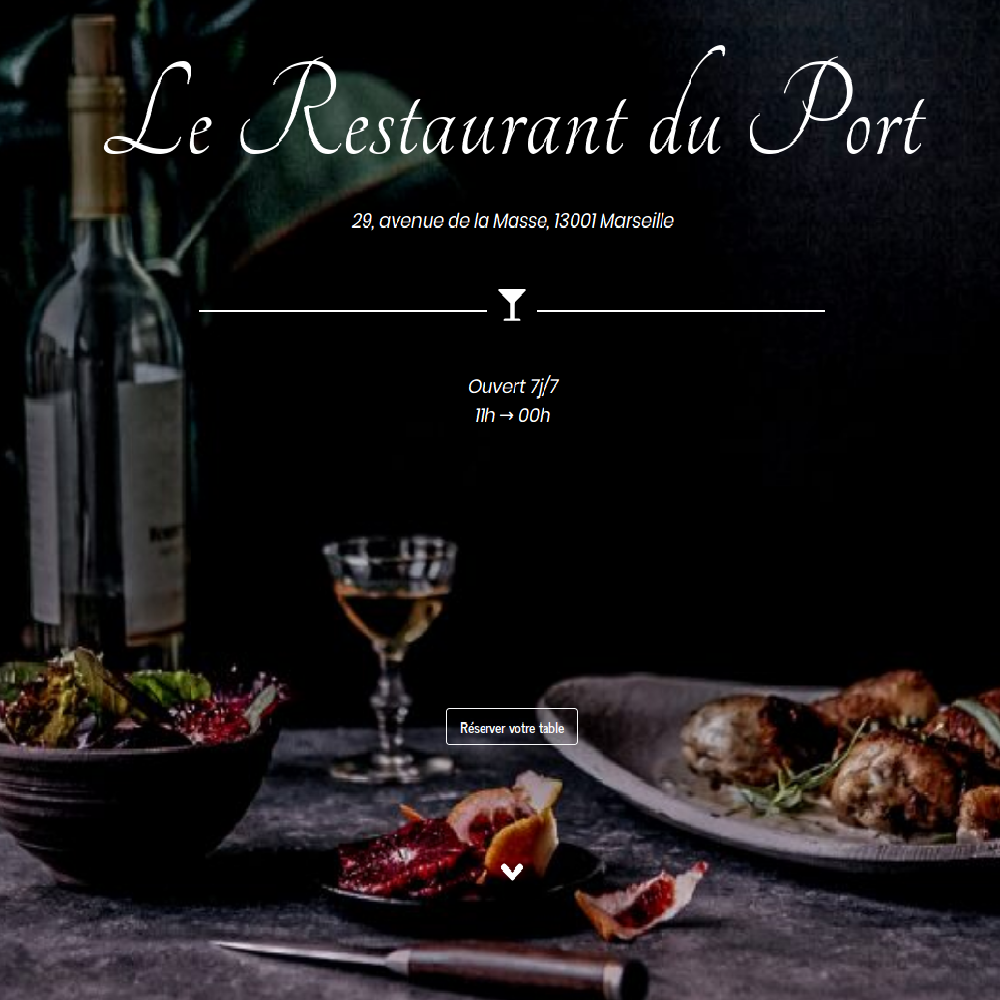 Le Restaurant du Port
29, avenue de la Masse, 13001 Marseille
Ouvert 7j/7
11h → 00h
Réserver votre table